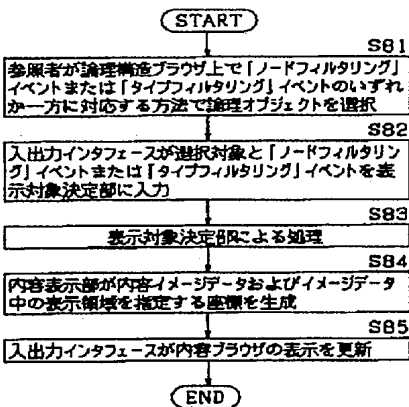 START
S81
参照者が論理構造ブラウザ上で「ノードフィルタリング」
イベントまたは「タイプフィルタリング」イベントのいずれ
か一方に対応する方法で論理オブジェクトを選択
S82
入出力インタフェースが選択対象と「ノードフィルタリン
グ」イベントまたは「タイプフィルタリング」イベントを表
示対象決定部に入力
S83
表示対象決定部による処理
S84
内容表示部が内容イメージデータおよびイメージデータ
中の表示領域を指定する座標を生成
S85
入出力インタフェースが内容ブラウザの表示を更新
END